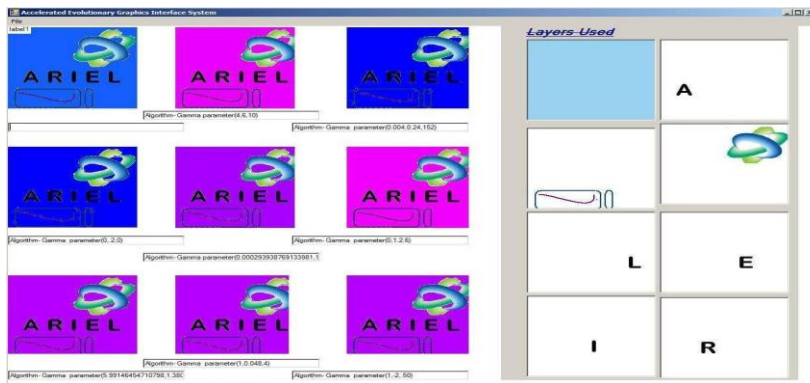 Accelerated Evolutionary Graphics Interface System
File
label1
Layers Used
ARIEL
ARIEL
ARIEL
Algorithm- Gamma parameter(4,6,10)
Algorithm- Gamma parameter(0.004,0.24,152)
ARIEL
ARIEL
ARIEL
Algorithm- Gamma parameter(0,.2.0)
Algorithm- Gamma parameter(0,1.2.6)
Algorithm- Gamma parameter(0.000293938769133981,1
ARIEL
ARIEL
ARIEL
Algorithm- Gamma parameter(1,0.048,4)
Algorithm- Gamma parameter(5.99146454710798,1.380
Algorithm- Gamma parameter(1,-2,.50)
A
L
E
I
R